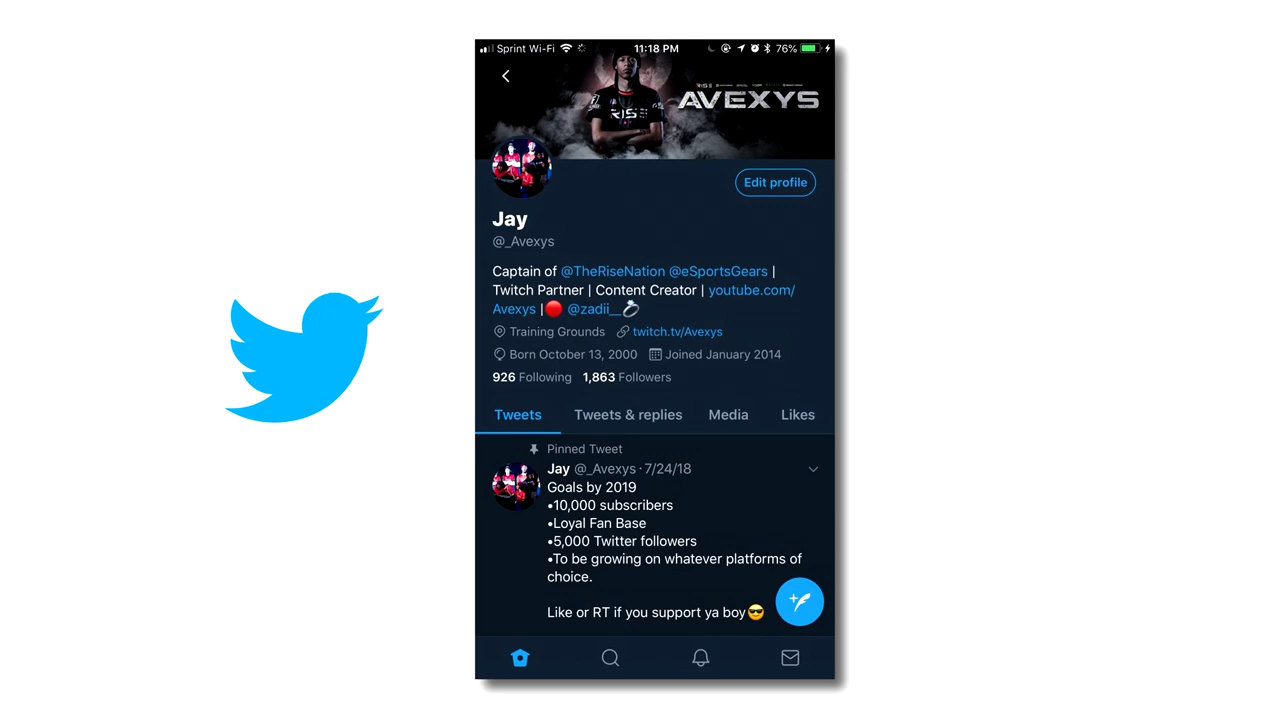 Sprint Wi-Fi 11:18 PM 76%
RISE
AVEXYS
RISE
Edit profile
Jay
@_Avexys
Captain of @TheRiseNation @eSportsGears |
Twitch Partner | Content Creator | youtube.com/
Avexys |🔴 @zadii__💍
Training Grounds twitch.tv/Avexys
Born October 13, 2000 Joined January 2014
926 Following 1,863 Followers
Tweets Tweets & replies Media Likes
Pinned Tweet
Jay @_Avexys · 7/24/18
Goals by 2019
•10,000 subscribers
•Loyal Fan Base
•5,000 Twitter followers
•To be growing on whatever platforms of
choice.
Like or RT if you support ya boy😎